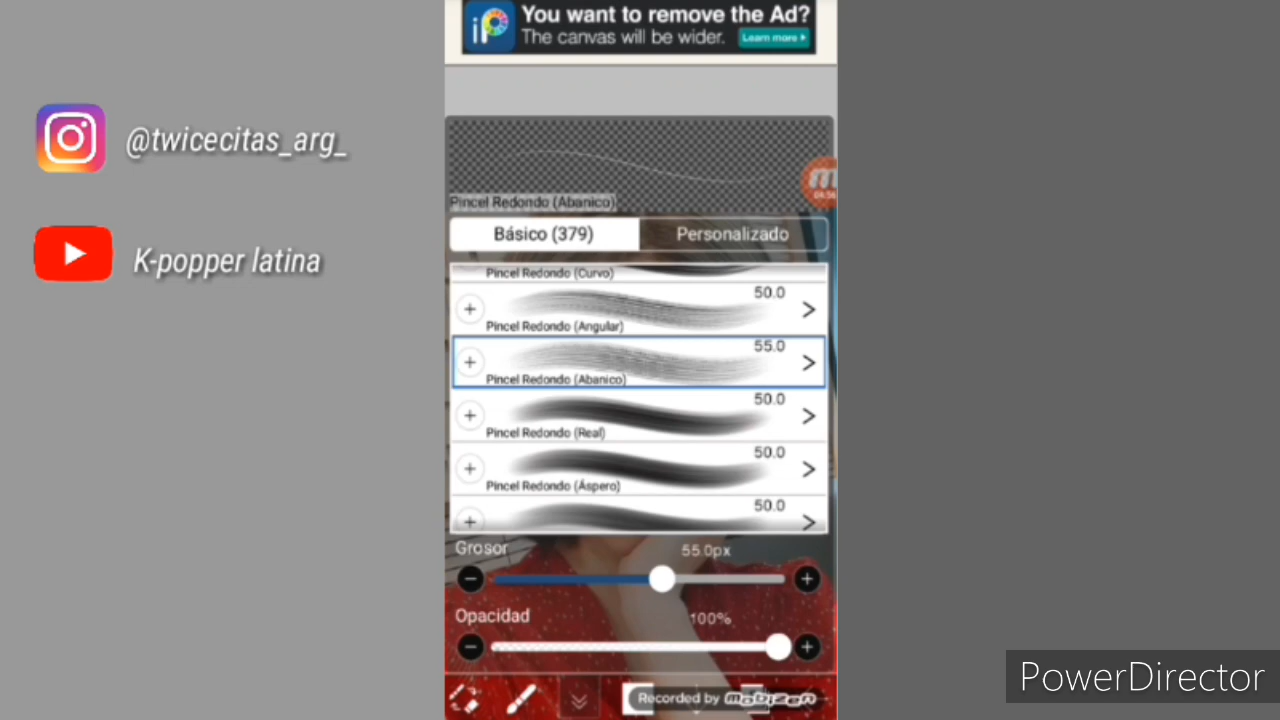 You want to remove the Ad?
The canvas will be wider.
Learn more
iP
@twicecitas_arg_
K-popper latina
Pincel Redondo (Abanico)
Básico (379)
Personalizado
Pincel Redondo (Curvo)
50.0
Pincel Redondo (Angular)
55.0
Pincel Redondo (Abanico)
50.0
Pincel Redondo (Real)
50.0
Pincel Redondo (Áspero)
50.0
Grosor
55.0px
Opacidad
100%
Recorded by mobizen
PowerDirector